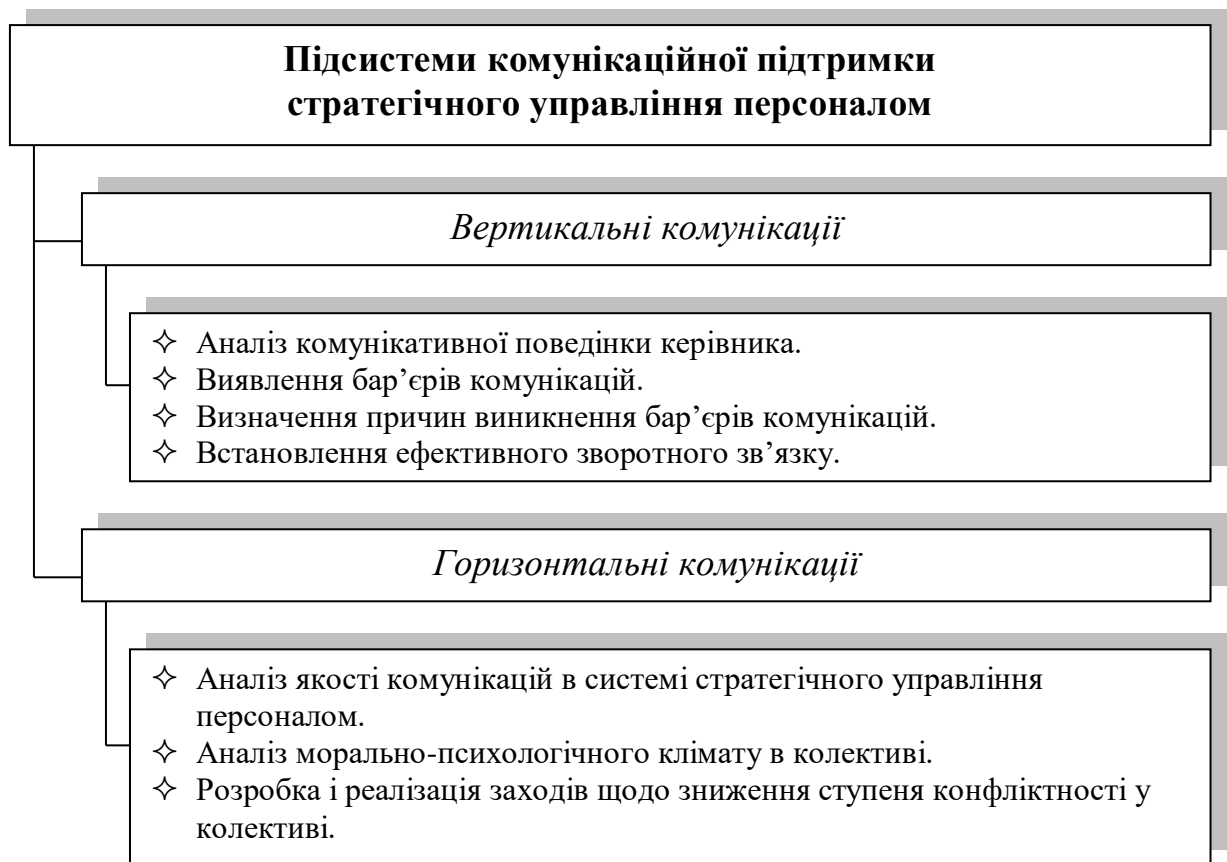 Підсистеми комунікаційної підтримки
стратегічного управління персоналом
Вертикальні комунікації
✧ Аналіз комунікативної поведінки керівника.
✧ Виявлення бар’єрів комунікацій.
✧ Визначення причин виникнення бар’єрів комунікацій.
✧ Встановлення ефективного зворотного зв’язку.
Горизонтальні комунікації
✧ Аналіз якості комунікацій в системі стратегічного управління
персоналом.
✧ Аналіз морально-психологічного клімату в колективі.
✧ Розробка і реалізація заходів щодо зниження ступеня конфліктності у
колективі.